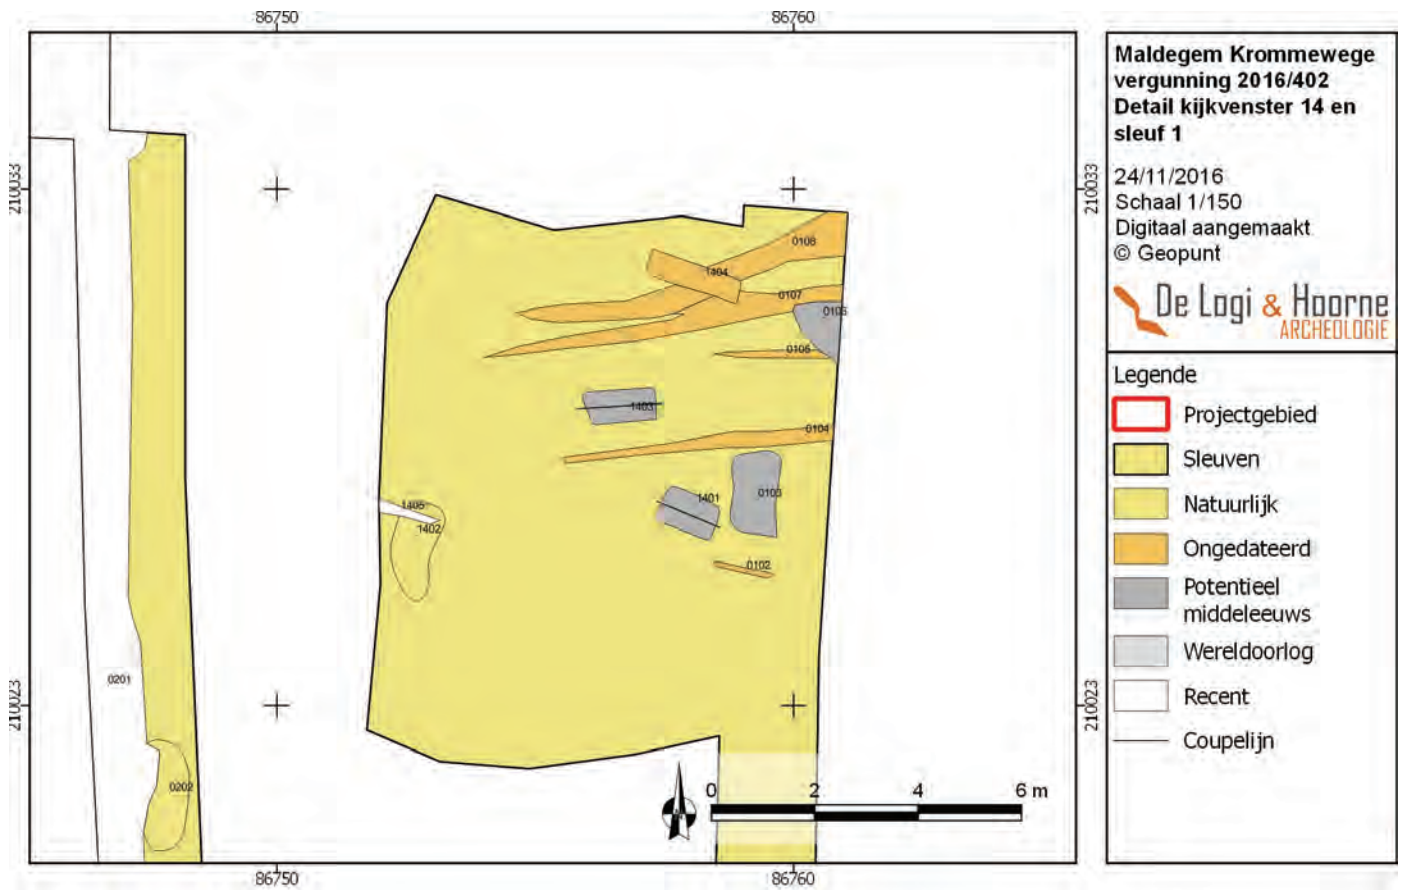 86750
86760
210033
210033
0108
1404
0107
0106
0105
1403
0104
1401
0103
1405
1402
0102
0201
210023
210023
0202
0 2 4 6 m
N
86750
86760
Maldegem Krommewege
vergunning 2016/402
Detail kijkvenster 14 en
sleuf 1
24/11/2016
Schaal 1/150
Digitaal aangemaakt
© Geopunt
De Logi & Hoorne
ARCHEOLOGIE
Legende
Projectgebied
Sleuven
Natuurlijk
Ongedateerd
Potentieel
middeleeuws
Wereldoorlog
Recent
Coupelijn